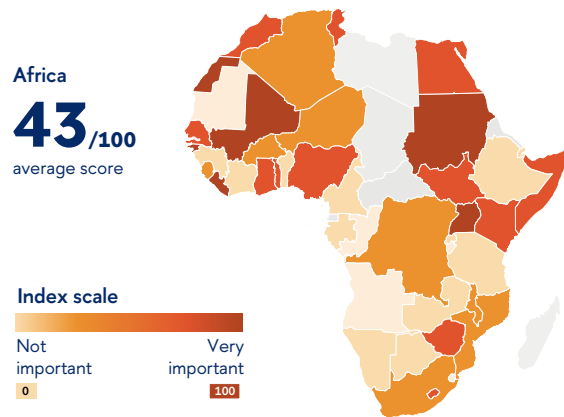 Africa
43/100
average score
Index scale
Not important
Very important
0
100